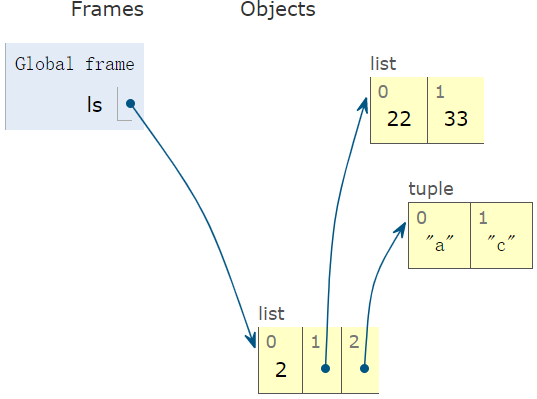 Frames Objects
Global frame
ls
list
0 1
22 33
tuple
0 1
"a" "c"
list
0 1 2
2